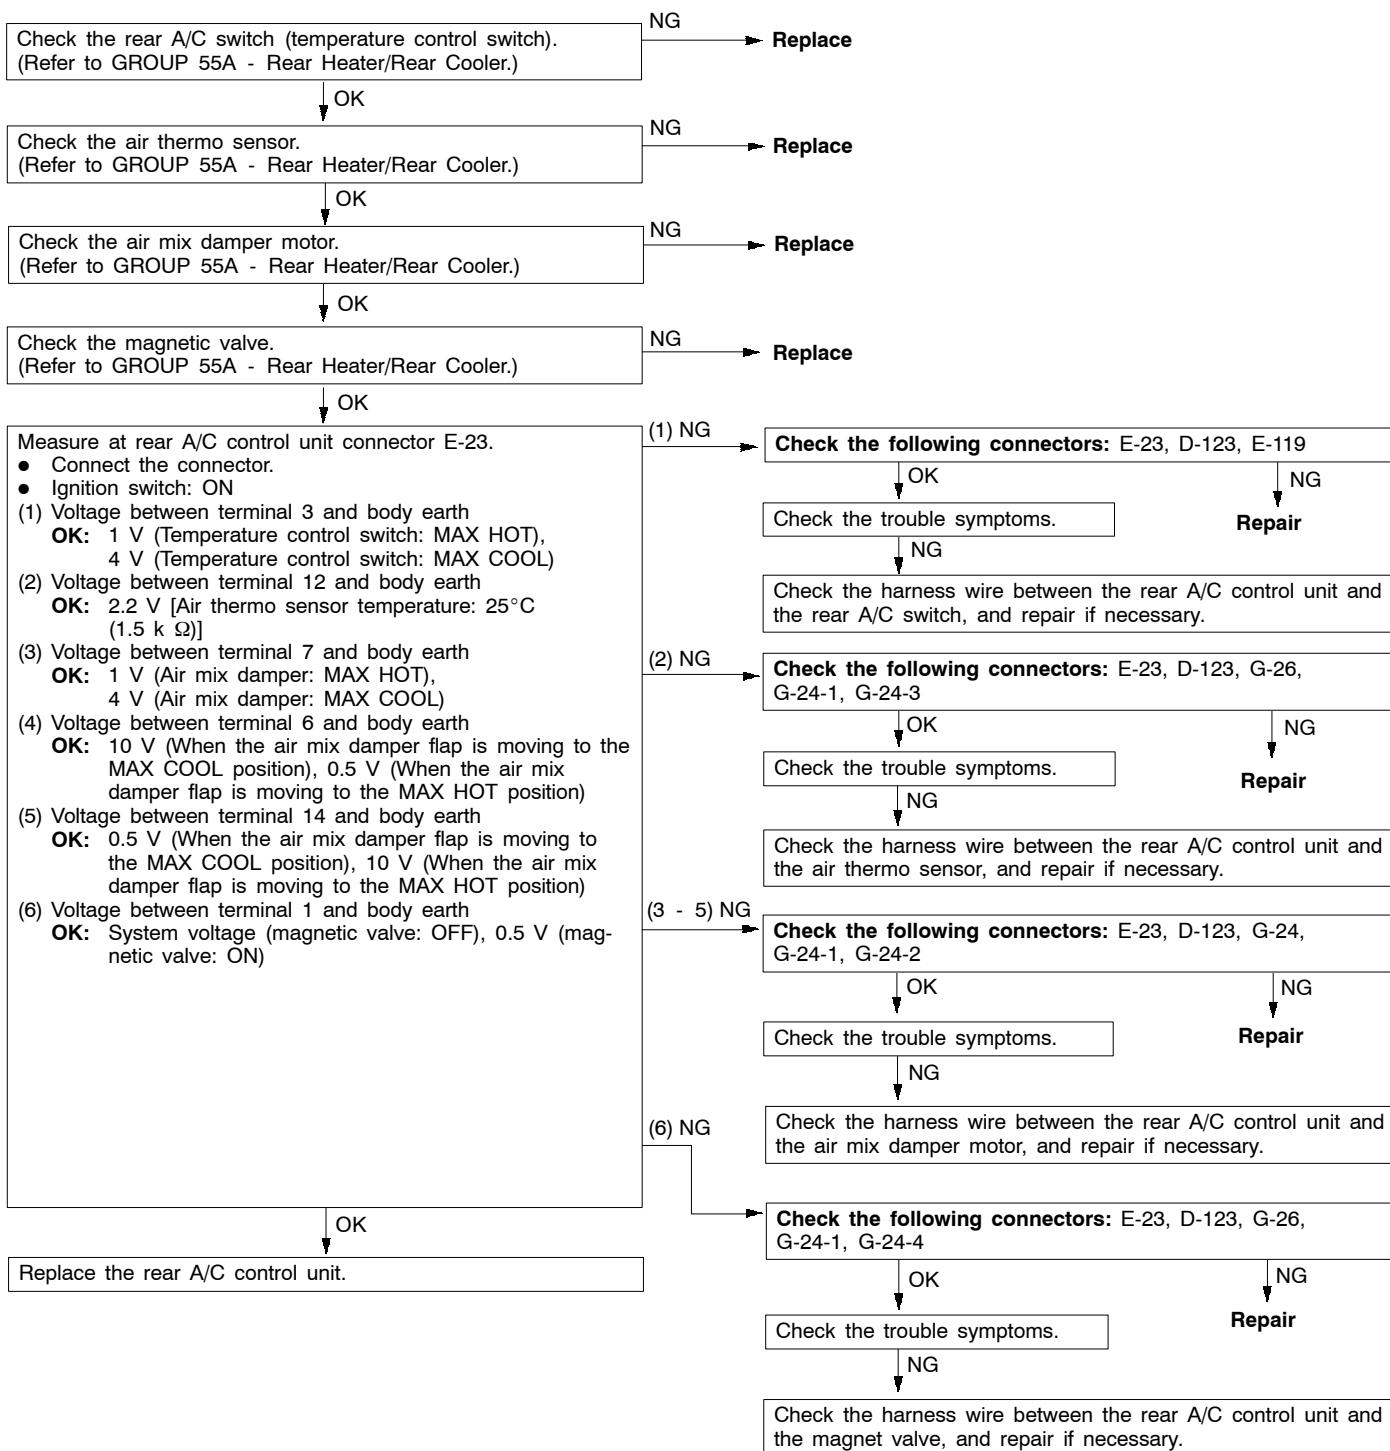 Check the rear A/C switch (temperature control switch).
(Refer to GROUP 55A - Rear Heater/Rear Cooler.)
NG
Replace
OK
Check the air thermo sensor.
(Refer to GROUP 55A - Rear Heater/Rear Cooler.)
NG
Replace
OK
Check the air mix damper motor.
(Refer to GROUP 55A - Rear Heater/Rear Cooler.)
NG
Replace
OK
Check the magnetic valve.
(Refer to GROUP 55A - Rear Heater/Rear Cooler.)
NG
Replace
OK
Measure at rear A/C control unit connector E-23.
● Connect the connector.
● Ignition switch: ON
(1) Voltage between terminal 3 and body earth
OK: 1 V (Temperature control switch: MAX HOT),
4 V (Temperature control switch: MAX COOL)
(2) Voltage between terminal 12 and body earth
OK: 2.2 V [Air thermo sensor temperature: 25°C
(1.5 k Ω)]
(3) Voltage between terminal 7 and body earth
OK: 1 V (Air mix damper: MAX HOT),
4 V (Air mix damper: MAX COOL)
(4) Voltage between terminal 6 and body earth
OK: 10 V (When the air mix damper flap is moving to the
MAX COOL position), 0.5 V (When the air mix
damper flap is moving to the MAX HOT position)
(5) Voltage between terminal 14 and body earth
OK: 0.5 V (When the air mix damper flap is moving to
the MAX COOL position), 10 V (When the air mix
damper flap is moving to the MAX HOT position)
(6) Voltage between terminal 1 and body earth
OK: System voltage (magnetic valve: OFF), 0.5 V (mag-
netic valve: ON)
OK
Replace the rear A/C control unit.
(1) NG
Check the following connectors: E-23, D-123, E-119
OK
NG
Check the trouble symptoms.
Repair
NG
Check the harness wire between the rear A/C control unit and
the rear A/C switch, and repair if necessary.
(2) NG
Check the following connectors: E-23, D-123, G-26,
G-24-1, G-24-3
OK
NG
Check the trouble symptoms.
Repair
NG
Check the harness wire between the rear A/C control unit and
the air thermo sensor, and repair if necessary.
(3 - 5) NG
Check the following connectors: E-23, D-123, G-24,
G-24-1, G-24-2
OK
NG
Check the trouble symptoms.
Repair
NG
Check the harness wire between the rear A/C control unit and
the air mix damper motor, and repair if necessary.
(6) NG
Check the following connectors: E-23, D-123, G-26,
G-24-1, G-24-4
OK
NG
Check the trouble symptoms.
Repair
NG
Check the harness wire between the rear A/C control unit and
the magnet valve, and repair if necessary.